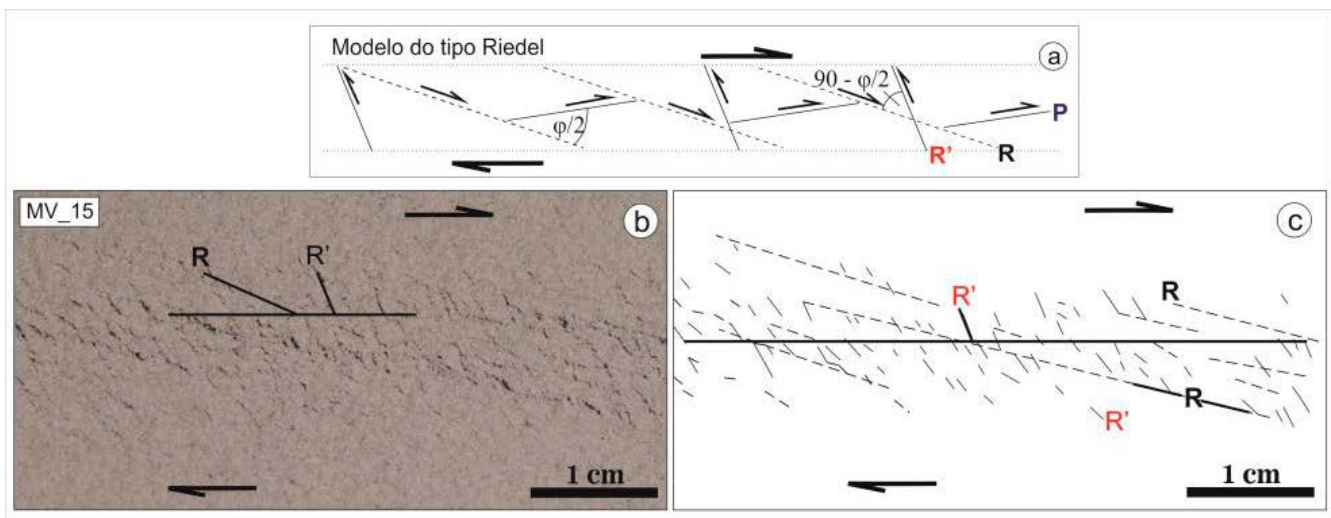 Modelo do tipo Riedel
a
90 - φ/2
φ/2
P
R'
R
MV_15
b
R
R'
1 cm
c
R
R'
R
R'
1 cm